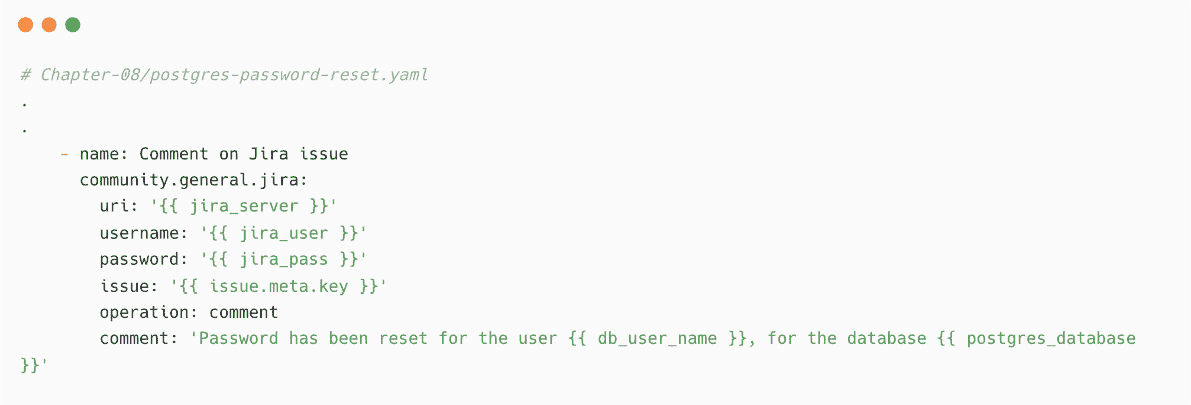 # Chapter-08/postgres-password-reset.yaml
.
.
    - name: Comment on Jira issue
      community.general.jira:
        uri: '{{ jira_server }}'
        username: '{{ jira_user }}'
        password: '{{ jira_pass }}'
        issue: '{{ issue.meta.key }}'
        operation: comment
        comment: 'Password has been reset for the user {{ db_user_name }}, for the database {{ postgres_database
}}'